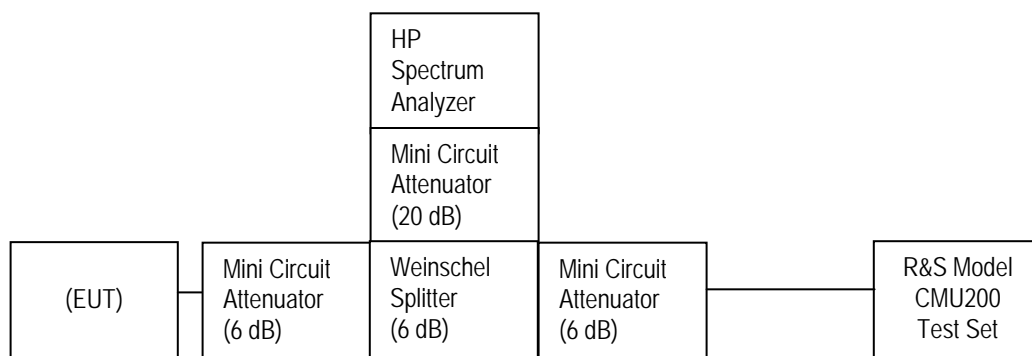 HP
Spectrum
Analyzer
Mini Circuit
Attenuator
(20 dB)
(EUT)
Mini Circuit
Attenuator
(6 dB)
Weinschel
Splitter
(6 dB)
Mini Circuit
Attenuator
(6 dB)
R&S Model
CMU200
Test Set